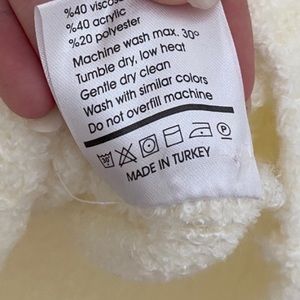 %40 viscose
%40 acrylic
%20 polyester
Machine wash max. 30°
Tumble dry, low heat
Gentle dry clean
Wash with similar colors
Do not overfill machine
MADE IN TURKEY